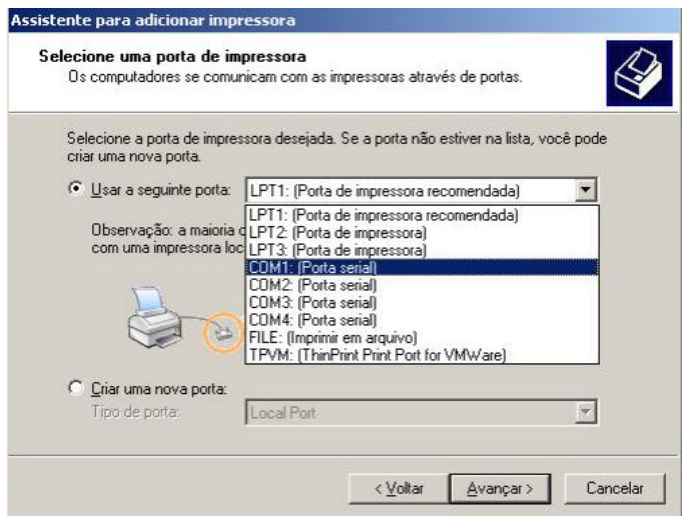 Assistente para adicionar impressora
Selecione uma porta de impressora
Os computadores se comunicam com as impressoras através de portas.
Selecione a porta de impressora desejada. Se a porta não estiver na lista, você pode
criar uma nova porta.
Usar a seguinte porta: LPT1: (Porta de impressora recomendada)
LPT1: (Porta de impressora recomendada)
Observação: a maioria d LPT2: (Porta de impressora)
com uma impressora loc LPT3: (Porta de impressora)
COM1: (Porta serial)
COM2: (Porta serial)
COM3: (Porta serial)
COM4: (Porta serial)
FILE: (Imprimir em arquivo)
TPVM: (ThinPrint Print Port for VMWare)
Criar uma nova porta:
Tipo de porta: Local Port
< Voltar Avançar > Cancelar